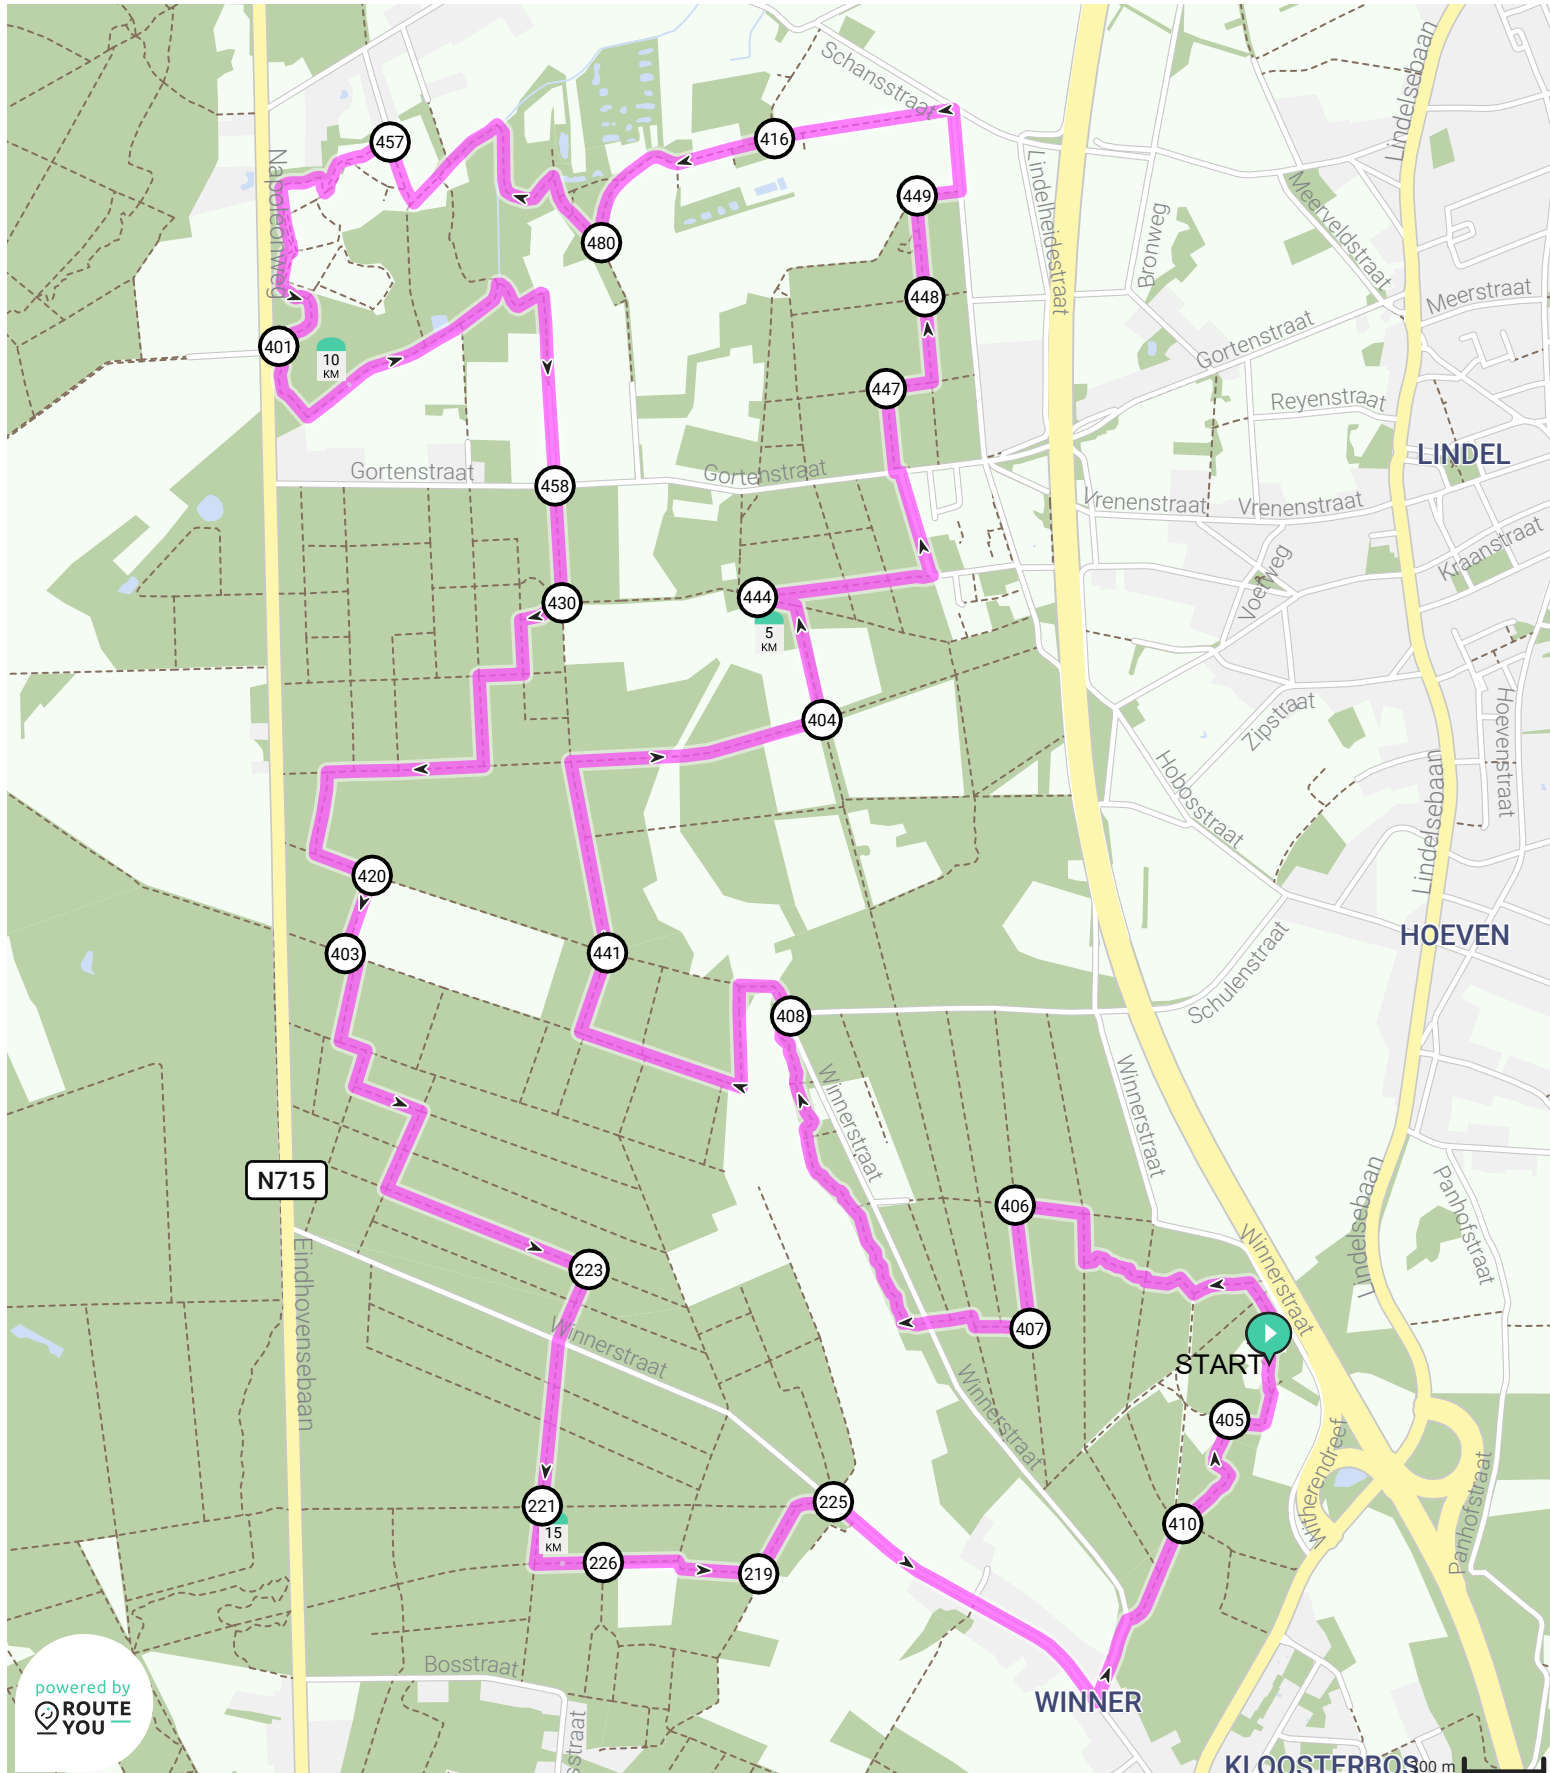 Schansstraat
Lindelsebaan
457
416
Napoleonweg
449
Lindelheidestraat
Bronweg
Meerveldstraat
480
448
Meerstraat
401
10
KM
Gortenstraat
447
Reyenstraat
LINDEL
Gortenstraat
Gortenstraat
458
Vrenenstraat
Vrenenstraat
Kraanstraat
Voerweg
430
444
5
KM
404
Zipstraat
Hoevenstraat
Hobosstraat
Lindelsebaan
420
403
441
HOEVEN
Schulenstraat
408
Winnerstraat
Winnerstraat
N715
406
Lindelsebaan
Panhofstraat
Eindhovensebaan
223
Winnerstraat
Winnerstraat
407
START
Winnerstraat
405
Witherendreef
Panhofstraat
221
225
410
15
KM
226
219
Bosstraat
WINNER
powered by
ROUTE
YOU
sstraat
KLOOSTERBOS
300 m